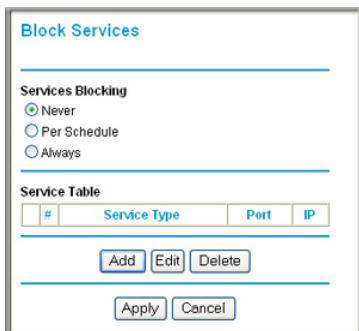 Block Services
Services Blocking
Never
Per Schedule
Always
Service Table
# Service Type Port IP
Add Edit Delete
Apply Cancel